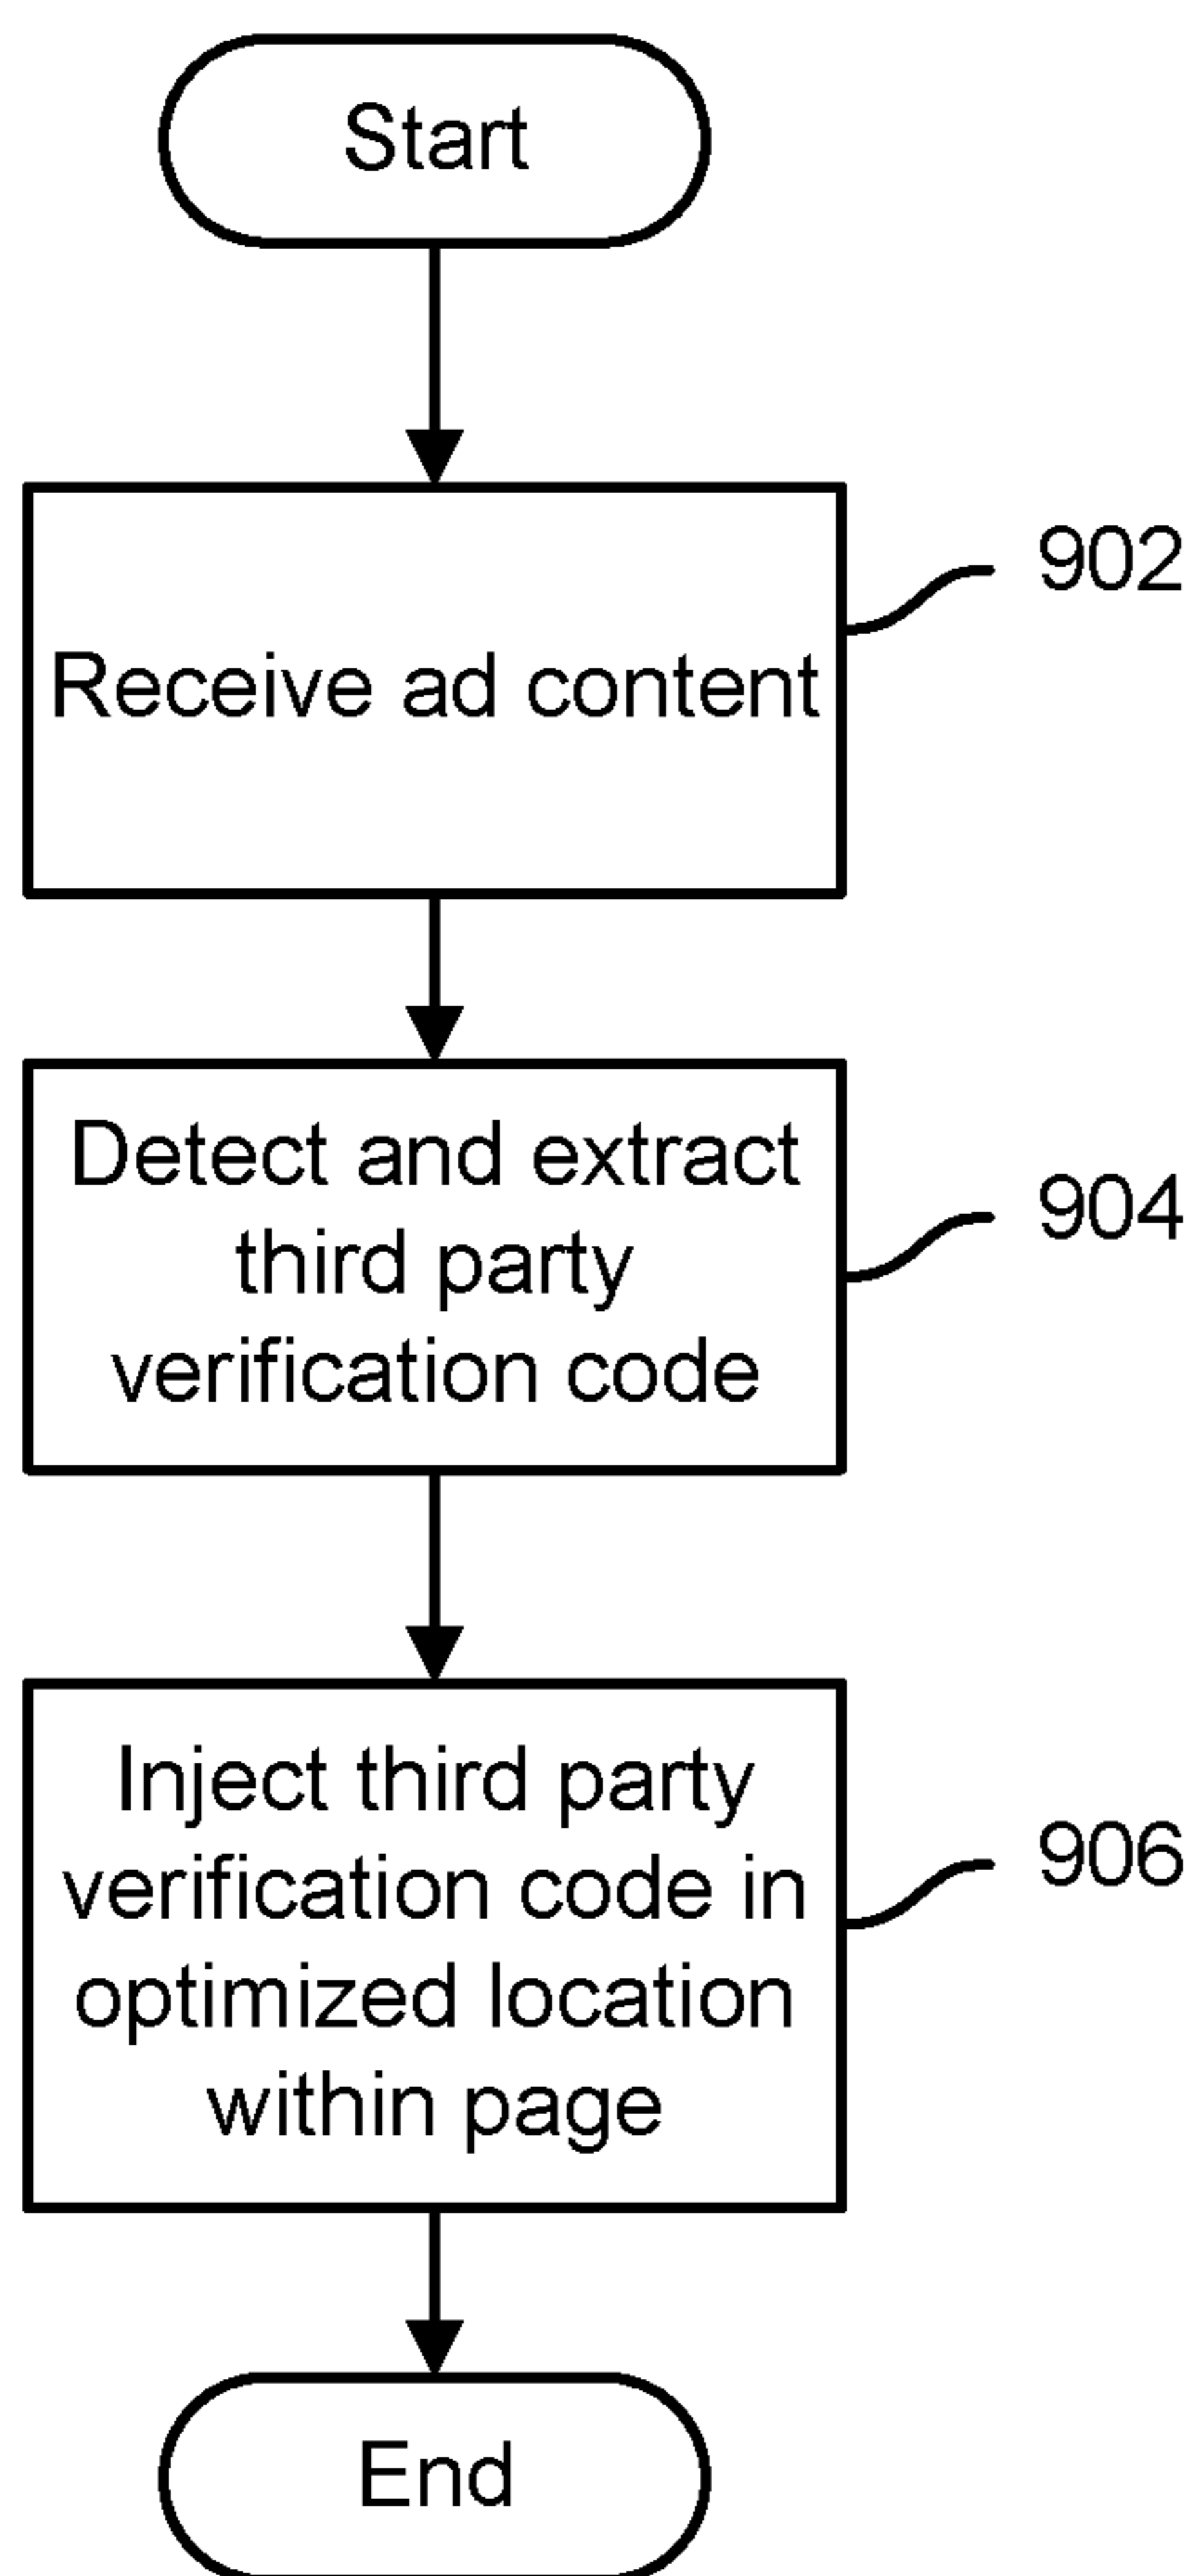 Start
902
Receive ad content
Detect and extract
904
third party
verification code
Inject third party
906
verification code in
optimized location
within page
End